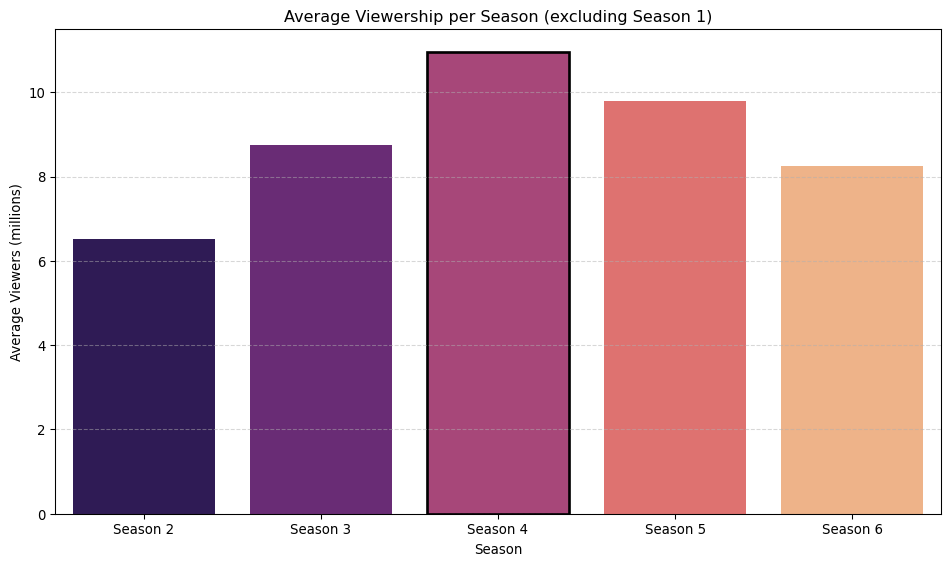 Average Viewership per Season (excluding Season 1)
Average Viewers (millions)
10
8
6
4
2
0
Season 2 Season 3 Season 4 Season 5 Season 6
Season